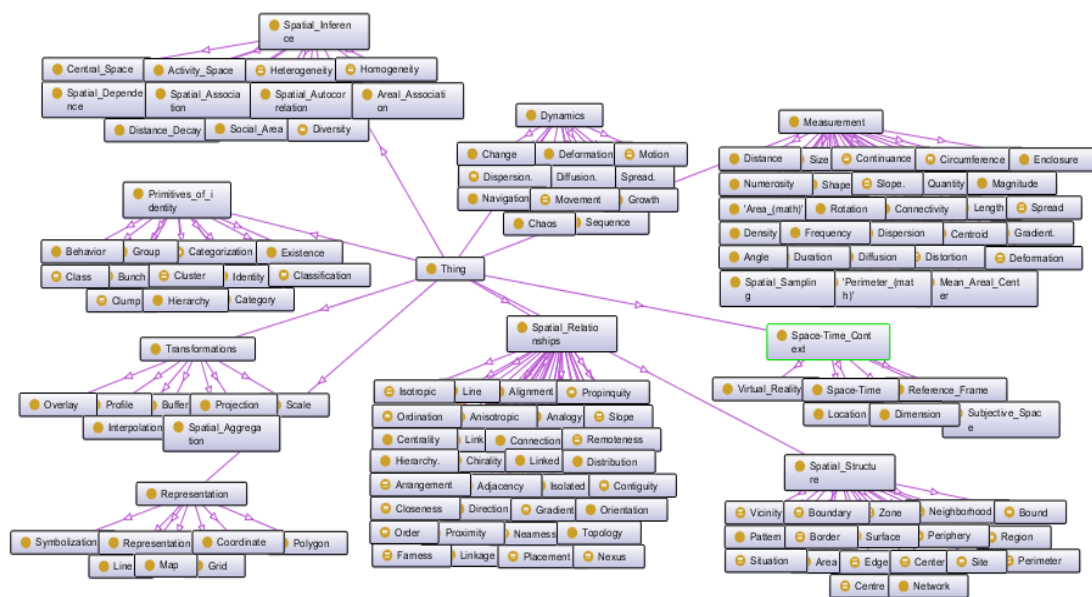 Spatial_Infere
nce
Central_Space Activity_Space Heterogeneity Homogeneity
Spatial_Depende
nce
Spatial_Associa
tion
Spatial_Autocor
relation
Areal_Associat
ion
Distance_Decay Social_Area Diversity
Dynamics
Change Deformation Motion
Dispersion. Diffusion. Spread.
Navigation Movement Growth
Chaos Sequence
Measurement
Distance Size Continuance Circumference Enclosure
Numerosity Shape Slope. Quantity Magnitude
'Area_(math)' Rotation Connectivity Length Spread
Density Frequency Dispersion Centroid Gradient.
Angle Duration Diffusion Distortion Deformation
Spatial_Samplin
g
'Perimeter_(mat
h)'
Mean_Areal_Cent
er
Primitives_of_i
dentity
Behavior Group Categorization Existence
Class Bunch Cluster Identity Classification
Clump Hierarchy Category
Thing
Transformations
Overlay Profile Buffer Projection Scale
Interpolation
Spatial_Aggrega
tion
Representation
Symbolization Representation Coordinate Polygon
Line Map Grid
Spatial_Relatio
nships
Isotropic Line Alignment Propinquity
Ordination Anisotropic Analogy Slope
Centrality Link Connection Remoteness
Hierarchy. Chirality Linked Distribution
Arrangement Adjacency Isolated Contiguity
Closeness Direction Gradient Orientation
Order Proximity Nearness Topology
Farness Linkage Placement Nexus
Space-Time_Cont
ext
Virtual_Reality Space-Time Reference_Frame
Location Dimension
Subjective_Spac
e
Spatial_Structu
re
Vicinity Boundary Zone Neighborhood Bound
Pattern Border Surface Periphery Region
Situation Area Edge Center Site Perimeter
Centre Network